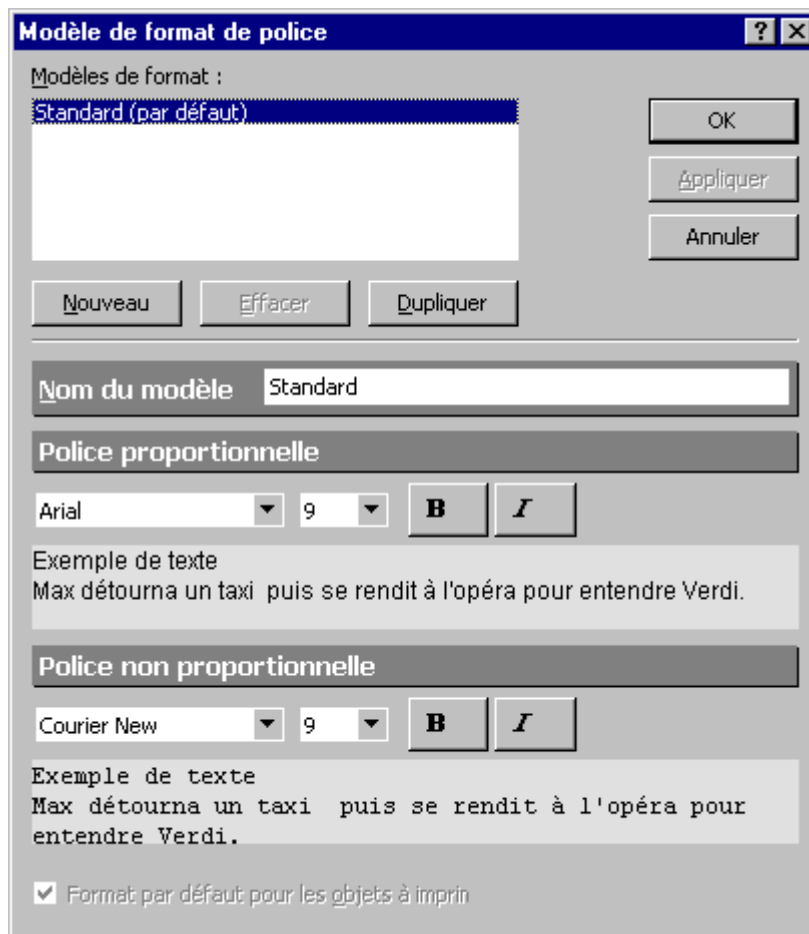 Modèle de format de police
Modèles de format :
Standard (par défaut)
OK
Appliquer
Annuler
Nouveau
Effacer
Dupliquer
Nom du modèle
Standard
Police proportionnelle
Arial
9
B
I
Exemple de texte
Max détourna un taxi  puis se rendit à l'opéra pour entendre Verdi.
Police non proportionnelle
Courier New
9
B
I
Exemple de texte
Max détourna un taxi  puis se rendit à l'opéra pour
entendre Verdi.
Format par défaut pour les objets à imprin